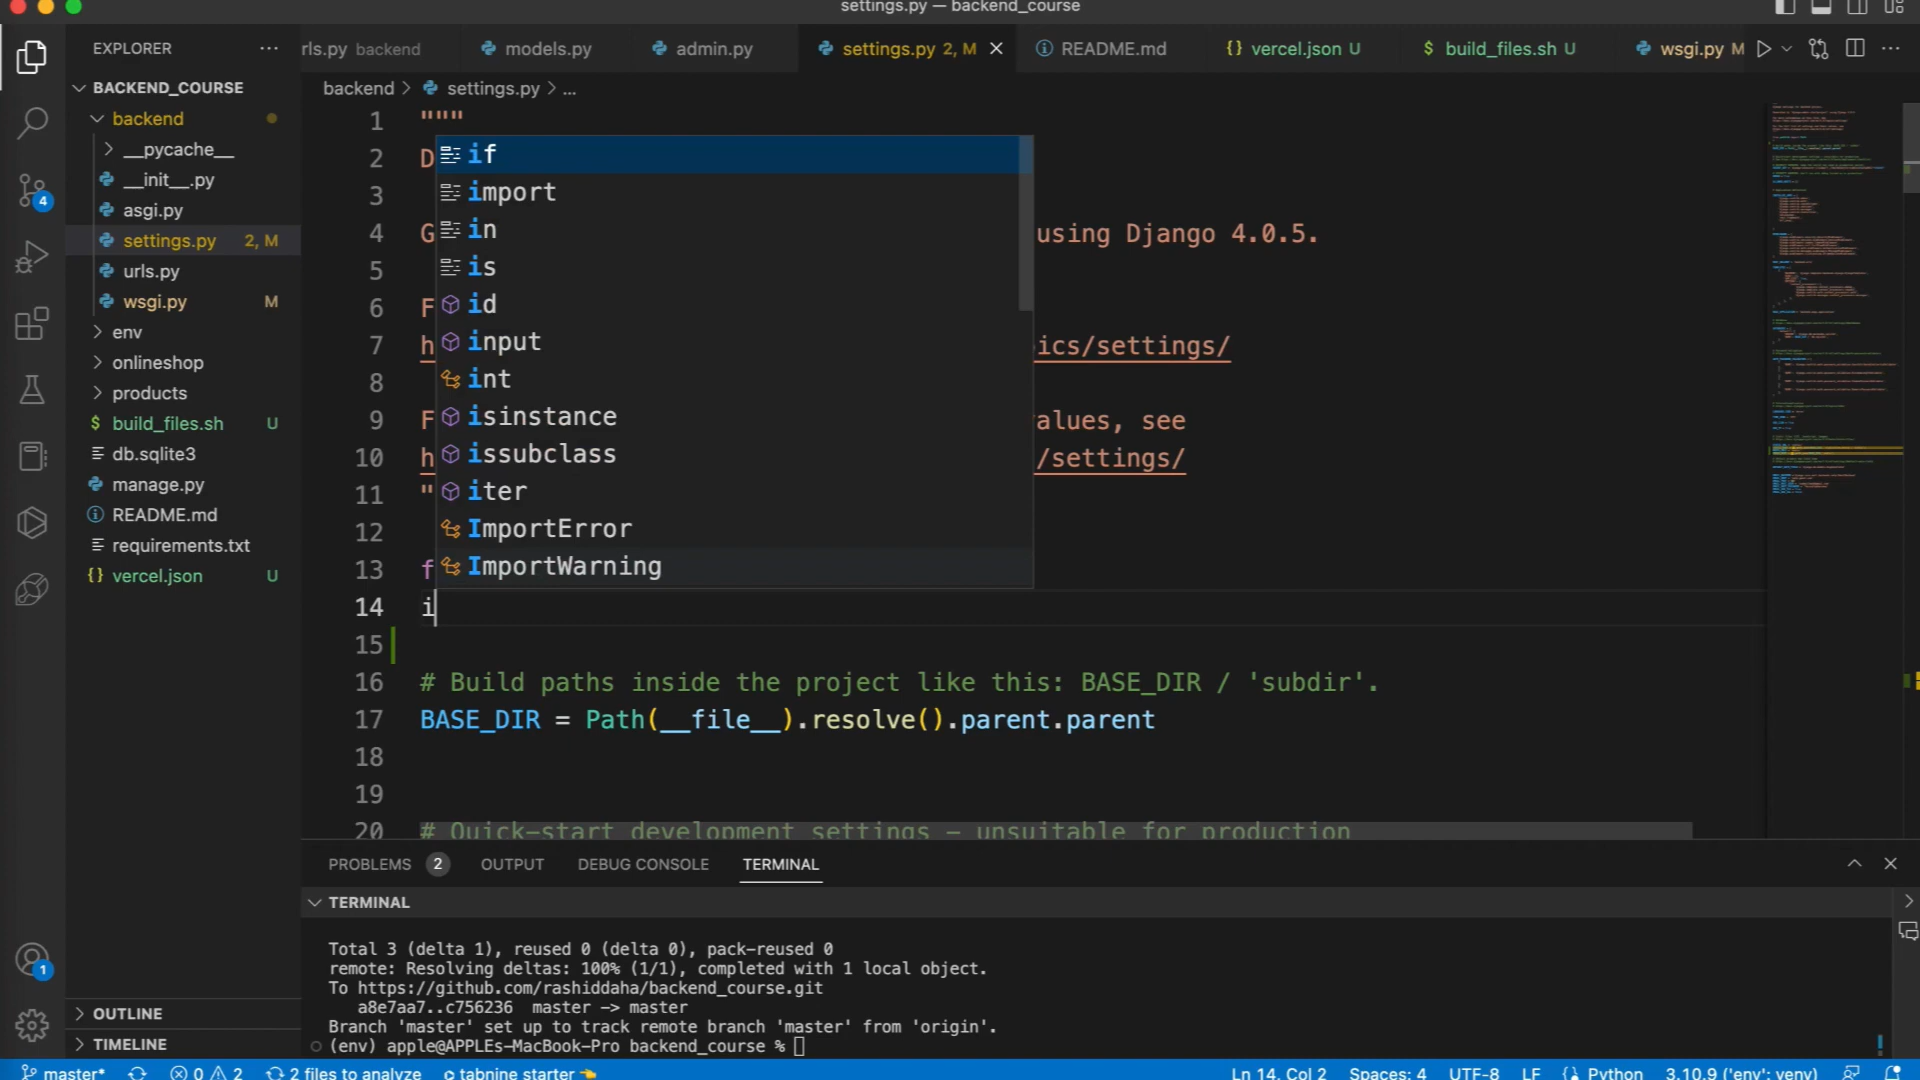 settings.py — backend_course
EXPLORER
rls.py backend
models.py
admin.py
settings.py 2, M
README.md
vercel.json U
build_files.sh U
wsgi.py M
BACKEND_COURSE
backend > settings.py > ...
backend
__pycache__
__init__.py
asgi.py
settings.py 2, M
urls.py
wsgi.py M
env
onlineshop
products
build_files.sh U
db.sqlite3
manage.py
README.md
requirements.txt
vercel.json U
OUTLINE
TIMELINE
1 """
2 D
3
4 G using Django 4.0.5.
5
6 F
7 h ics/settings/
8
9 F alues, see
10 h /settings/
11 "
12
13 f
14 i
15
16 # Build paths inside the project like this: BASE_DIR / 'subdir'.
17 BASE_DIR = Path(__file__).resolve().parent.parent
18
19
20 # Quick-start development settings - unsuitable for production
if
import
in
is
id
input
int
isinstance
issubclass
iter
ImportError
ImportWarning
PROBLEMS 2 OUTPUT DEBUG CONSOLE TERMINAL
TERMINAL
Total 3 (delta 1), reused 0 (delta 0), pack-reused 0
remote: Resolving deltas: 100% (1/1), completed with 1 local object.
To https://github.com/rashiddaha/backend_course.git
a8e7aa7..c756236 master -> master
Branch 'master' set up to track remote branch 'master' from 'origin'.
(env) apple@APPLEs-MacBook-Pro backend_course %
4
1
master* 0 2 2 files to analyze tabnine starter Ln 14, Col 2 Spaces: 4 UTF-8 LF Python 3.10.9 ('env': venv)